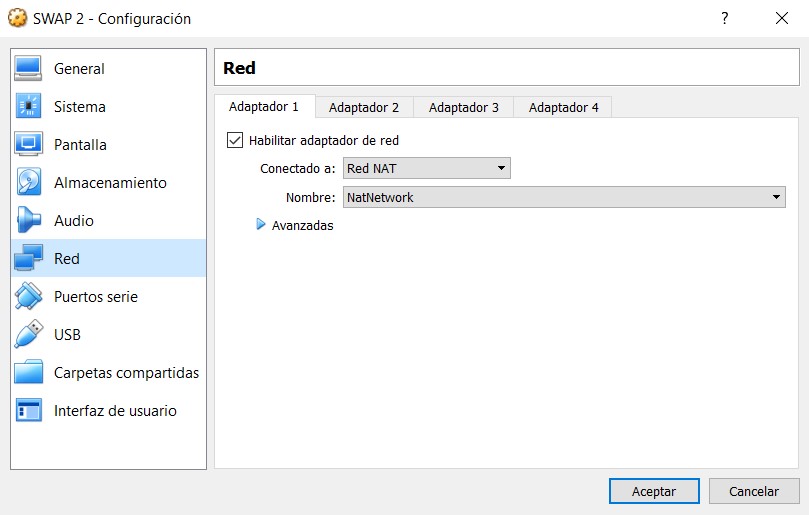 SWAP 2 - Configuración
?
General
Sistema
Pantalla
Almacenamiento
Audio
Red
Puertos serie
USB
Carpetas compartidas
Interfaz de usuario
Red
Adaptador 1 Adaptador 2 Adaptador 3 Adaptador 4
Habilitar adaptador de red
Conectado a: Red NAT
Nombre: NatNetwork
Avanzadas
Aceptar Cancelar